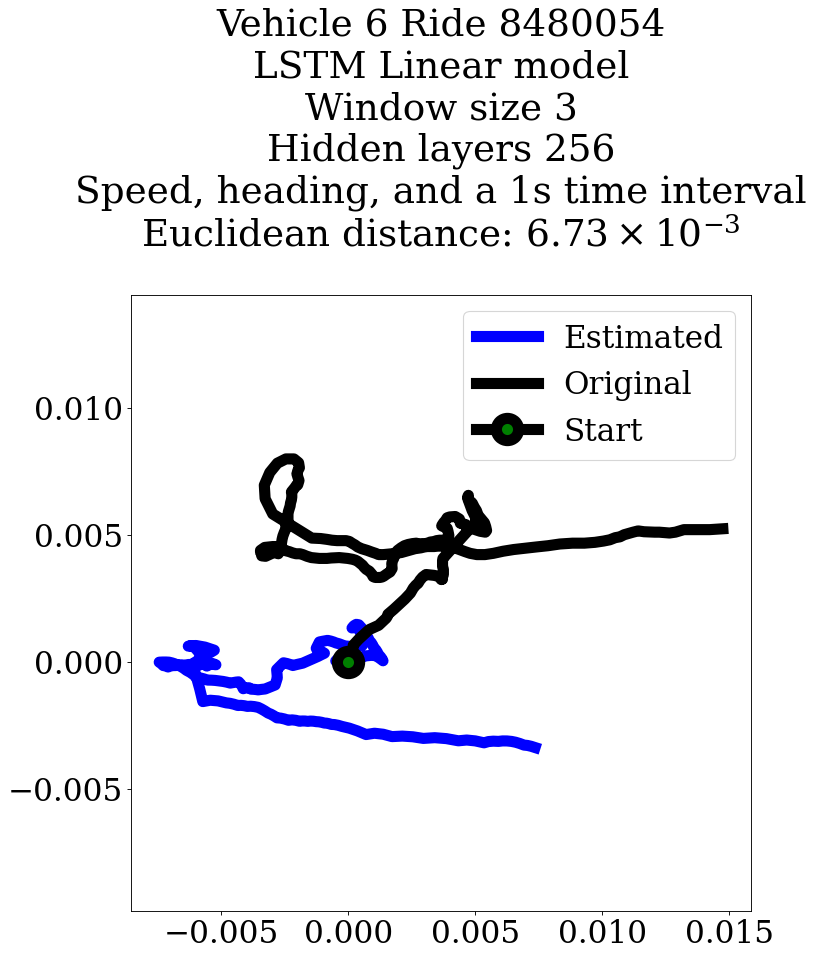 Vehicle 6 Ride 8480054
LSTM Linear model
Window size 3
Hidden layers 256
Speed, heading, and a 1s time interval
Euclidean distance: 6.73 × 10⁻³
Estimated
Original
Start
0.010
0.005
0.000
−0.005
−0.005 0.000 0.005 0.010 0.015